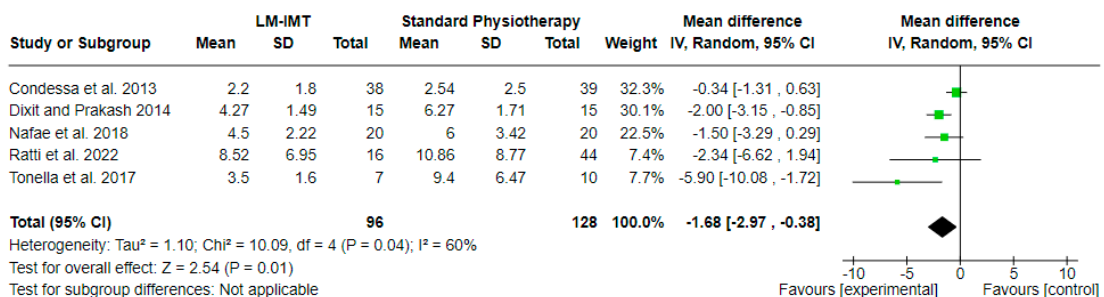 LM-IMT Standard Physiotherapy Mean difference Mean difference
Study or Subgroup Mean SD Total Mean SD Total Weight IV, Random, 95% CI IV, Random, 95% CI
Condessa et al. 2013 2.2 1.8 38 2.54 2.5 39 32.3% -0.34 [-1.31 , 0.63]
Dixit and Prakash 2014 4.27 1.49 15 6.27 1.71 15 30.1% -2.00 [-3.15 , -0.85]
Nafae et al. 2018 4.5 2.22 20 6 3.42 20 22.5% -1.50 [-3.29 , 0.29]
Ratti et al. 2022 8.52 6.95 16 10.86 8.77 44 7.4% -2.34 [-6.62 , 1.94]
Tonella et al. 2017 3.5 1.6 7 9.4 6.47 10 7.7% -5.90 [-10.08 , -1.72]
Total (95% CI) 96 128 100.0% -1.68 [-2.97 , -0.38]
Heterogeneity: Tau² = 1.10; Chi² = 10.09, df = 4 (P = 0.04); I² = 60%
Test for overall effect: Z = 2.54 (P = 0.01)
Test for subgroup differences: Not applicable
-10 -5 0 5 10
Favours [experimental] Favours [control]